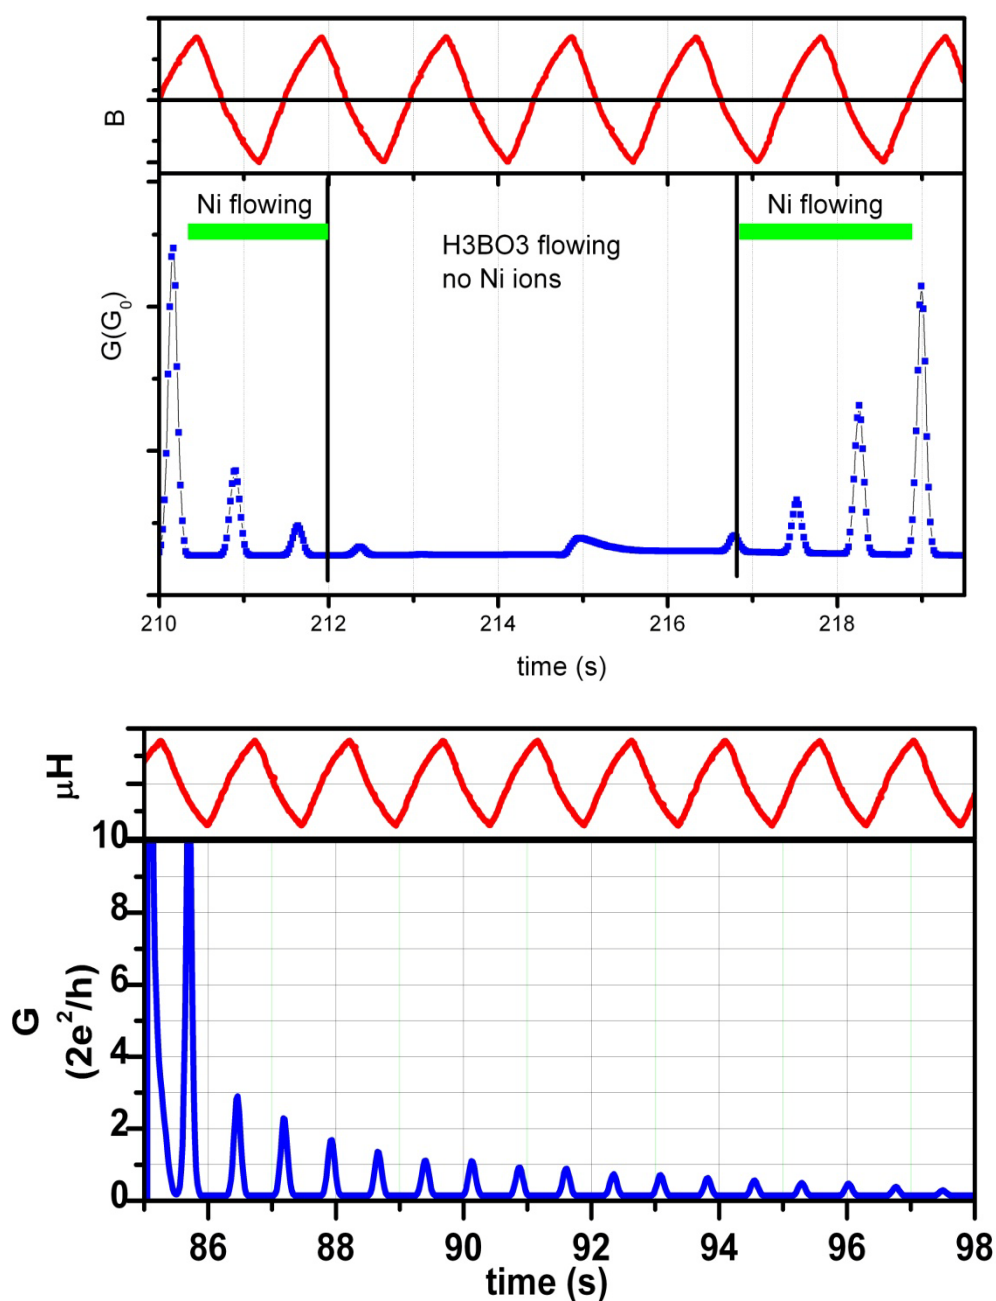 B
Ni flowing
Ni flowing
H3BO3 flowing
no Ni ions
G(G0)
210
212
214
216
218
time (s)
μH
10
10
8
6
4
2
0
G
(2e²/h)
86
88
90
92
94
96
98
time (s)